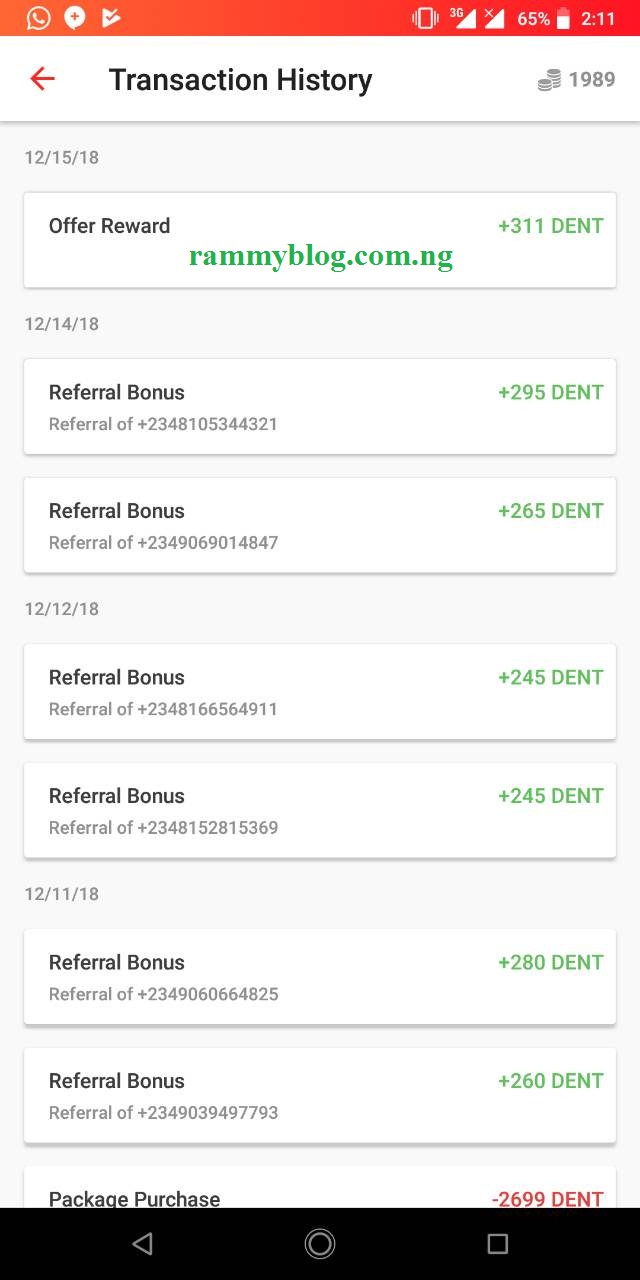 3G 65% 2:11
Transaction History 1989
12/15/18
Offer Reward +311 DENT
rammyblog.com.ng
12/14/18
Referral Bonus +295 DENT
Referral of +2348105344321
Referral Bonus +265 DENT
Referral of +2349069014847
12/12/18
Referral Bonus +245 DENT
Referral of +2348166564911
Referral Bonus +245 DENT
Referral of +2348152815369
12/11/18
Referral Bonus +280 DENT
Referral of +2349060664825
Referral Bonus +260 DENT
Referral of +2349039497793
Package Purchase -2699 DENT